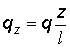 q_z = q z/l